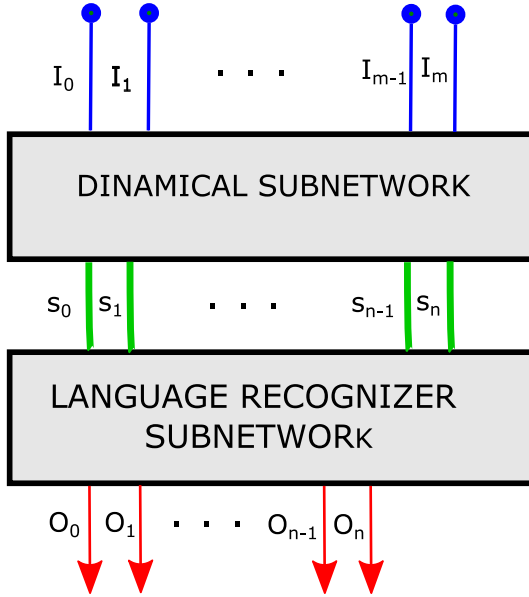 I₀ I₁ . . . Iₘ₋₁ Iₘ
DINAMICAL SUBNETWORK
s₀ s₁ . . . sₙ₋₁ sₙ
LANGUAGE RECOGNIZER
SUBNETWORK
O₀ O₁ . . . Oₙ₋₁ Oₙ